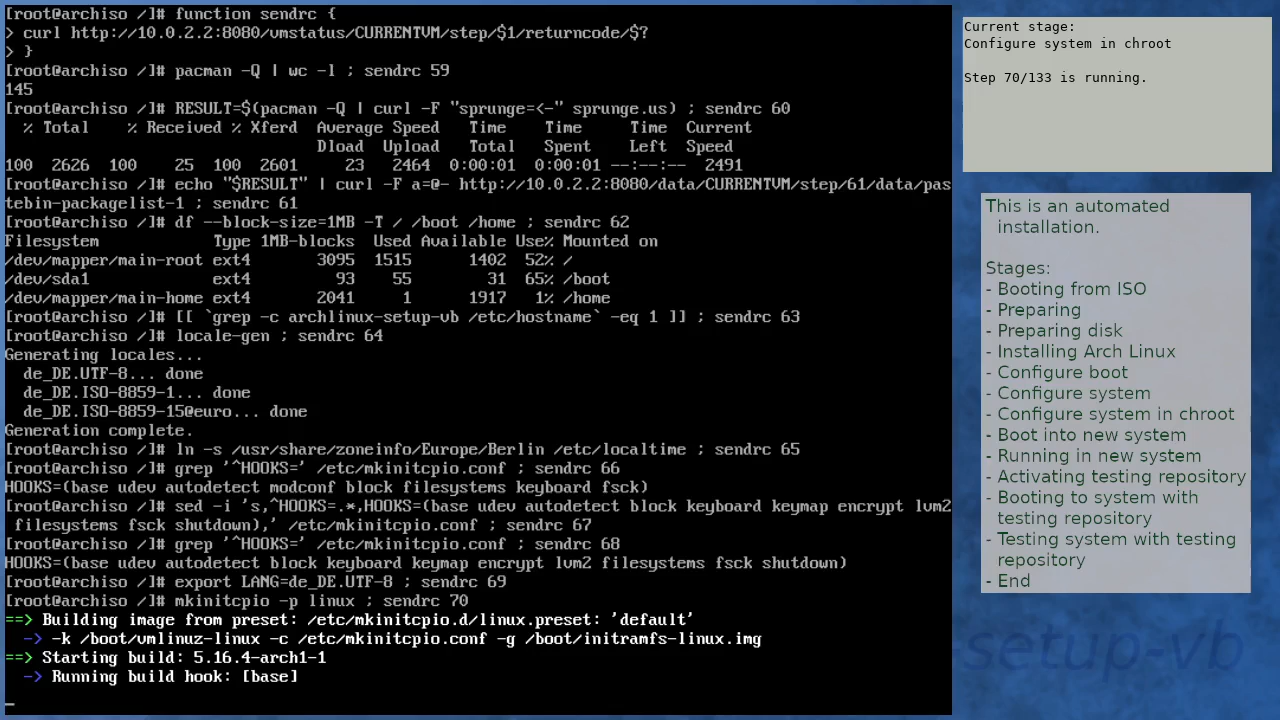 [root@archiso /]# function sendrc {
> curl http://10.0.2.2:8080/vmstatus/CURRENTVM/step/$1/returncode/$?
> }
[root@archiso /]# pacman -Q | wc -l ; sendrc 59
145
[root@archiso /]# RESULT=$(pacman -Q | curl -F "sprunge=<-" sprunge.us) ; sendrc 60
% Total % Received % Xferd Average Speed Time Time Time Current
Dload Upload Total Spent Left Speed
100 2626 100 25 100 2601 23 2464 0:00:01 0:00:01 --:--:-- 2491
[root@archiso /]# echo "$RESULT" | curl -F a=@- http://10.0.2.2:8080/data/CURRENTVM/step/61/data/pas
tebin-packagelist-1 ; sendrc 61
[root@archiso /]# df --block-size=1MB -T / /boot /home ; sendrc 62
Filesystem Type 1MB-blocks Used Available Use% Mounted on
/dev/mapper/main-root ext4 3095 1515 1402 52% /
/dev/sda1 ext4 93 55 31 65% /boot
/dev/mapper/main-home ext4 2041 1 1917 1% /home
[root@archiso /]# [[ `grep -c archlinux-setup-vb /etc/hostname` -eq 1 ]] ; sendrc 63
[root@archiso /]# locale-gen ; sendrc 64
Generating locales...
de_DE.UTF-8... done
de_DE.ISO-8859-1... done
de_DE.ISO-8859-15@euro... done
Generation complete.
[root@archiso /]# ln -s /usr/share/zoneinfo/Europe/Berlin /etc/localtime ; sendrc 65
[root@archiso /]# grep '^HOOKS=' /etc/mkinitcpio.conf ; sendrc 66
HOOKS=(base udev autodetect modconf block filesystems keyboard fsck)
[root@archiso /]# sed -i 's,^HOOKS=.*,HOOKS=(base udev autodetect block keyboard keymap encrypt lvm2
filesystems fsck shutdown),' /etc/mkinitcpio.conf ; sendrc 67
[root@archiso /]# grep '^HOOKS=' /etc/mkinitcpio.conf ; sendrc 68
HOOKS=(base udev autodetect block keyboard keymap encrypt lvm2 filesystems fsck shutdown)
[root@archiso /]# export LANG=de_DE.UTF-8 ; sendrc 69
[root@archiso /]# mkinitcpio -p linux ; sendrc 70
==> Building image from preset: /etc/mkinitcpio.d/linux.preset: 'default'
-> -k /boot/vmlinuz-linux -c /etc/mkinitcpio.conf -g /boot/initramfs-linux.img
==> Starting build: 5.16.4-arch1-1
-> Running build hook: [base]
_
Current stage:
Configure system in chroot
Step 70/133 is running.
This is an automated
installation.
Stages:
- Booting from ISO
- Preparing
- Preparing disk
- Installing Arch Linux
- Configure boot
- Configure system
- Configure system in chroot
- Boot into new system
- Running in new system
- Activating testing repository
- Booting to system with
testing repository
- Testing system with testing
repository
- End
-setup-vb